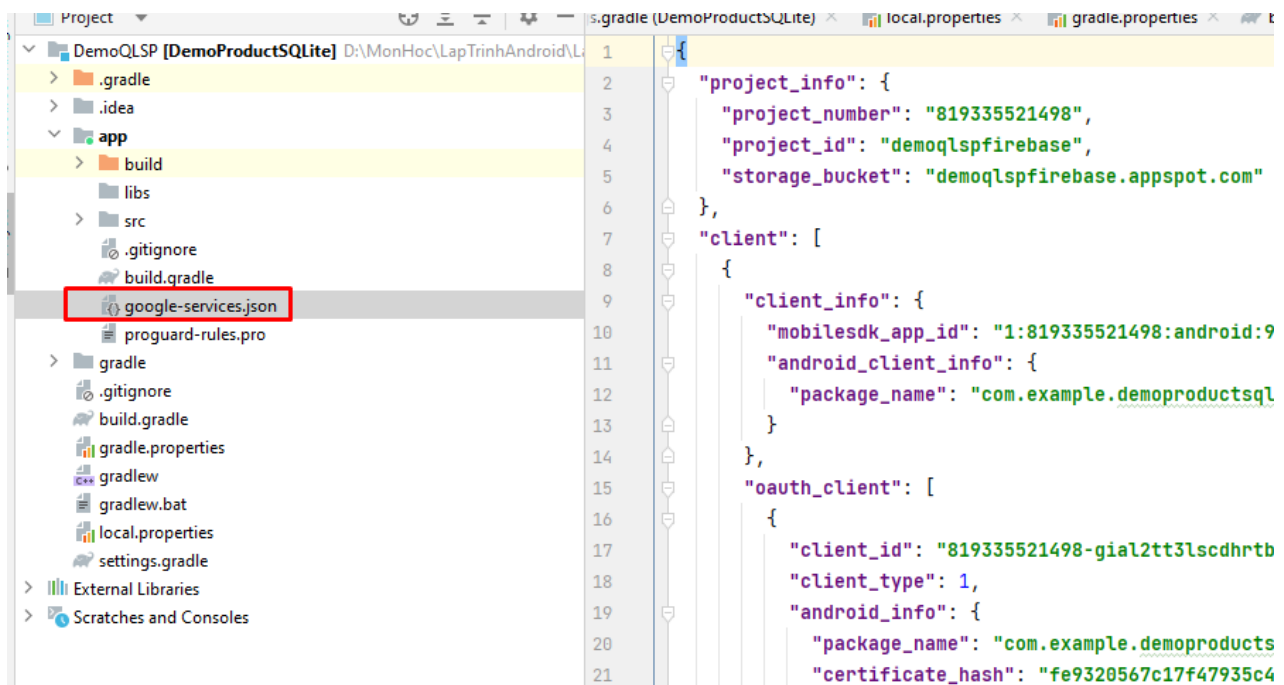 Project
DemoQLSP [DemoProductSQLite] D:\MonHoc\LapTrinhAndroid\L
.gradle
.idea
app
build
libs
src
.gitignore
build.gradle
google-services.json
proguard-rules.pro
gradle
.gitignore
build.gradle
gradle.properties
gradlew
gradlew.bat
local.properties
settings.gradle
External Libraries
Scratches and Consoles
s.gradle (DemoProductSQLite) local.properties gradle.properties
1 {
2 "project_info": {
3 "project_number": "819335521498",
4 "project_id": "demoqlspfirebase",
5 "storage_bucket": "demoqlspfirebase.appspot.com"
6 },
7 "client": [
8 {
9 "client_info": {
10 "mobilesdk_app_id": "1:819335521498:android:9
11 "android_client_info": {
12 "package_name": "com.example.demoproductsql
13 }
14 },
15 "oauth_client": [
16 {
17 "client_id": "819335521498-gial2tt3lscdhrtb
18 "client_type": 1,
19 "android_info": {
20 "package_name": "com.example.demoproducts
21 "certificate_hash": "fe9320567c17f47935c4